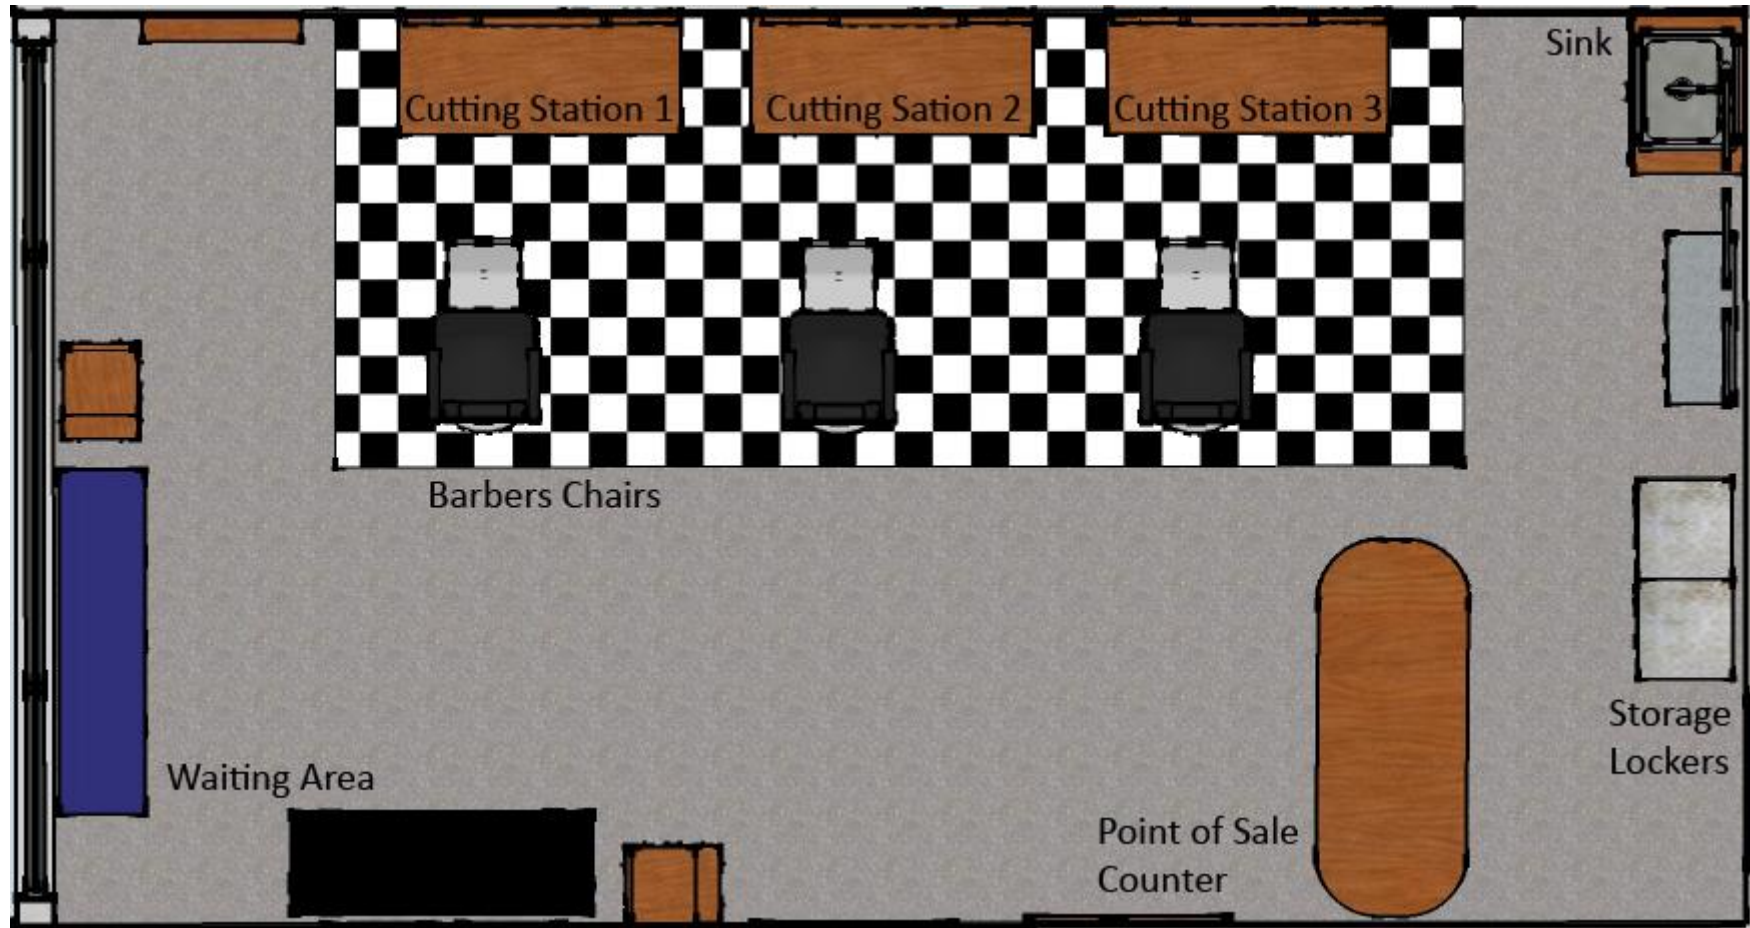 Sink
Cutting Station 1
Cutting Sation 2
Cutting Station 3
Barbers Chairs
Storage
Lockers
Waiting Area
Point of Sale
Counter